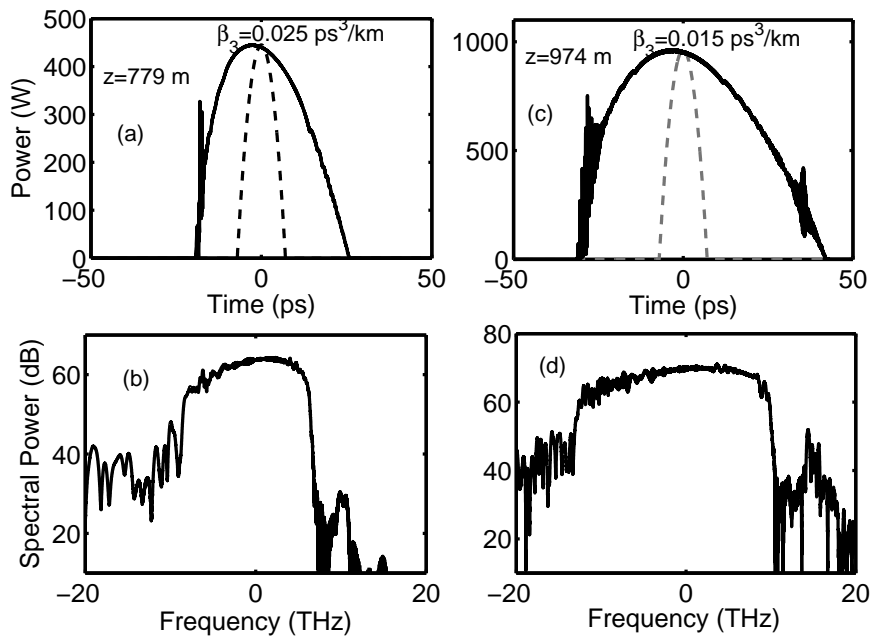 β3=0.025 ps3/km
z=779 m
(a)
Power (W)
500
400
300
200
100
0
−50
0
50
Time (ps)
β3=0.015 ps3/km
z=974 m
(c)
1000
500
0
−50
0
50
Time (ps)
(b)
Spectral Power (dB)
60
40
20
−20
0
20
Frequency (THz)
(d)
80
60
40
20
−20
0
20
Frequency (THz)